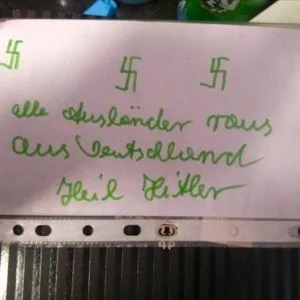 alle Ausländer raus
aus Deutschland
Heil Hitler